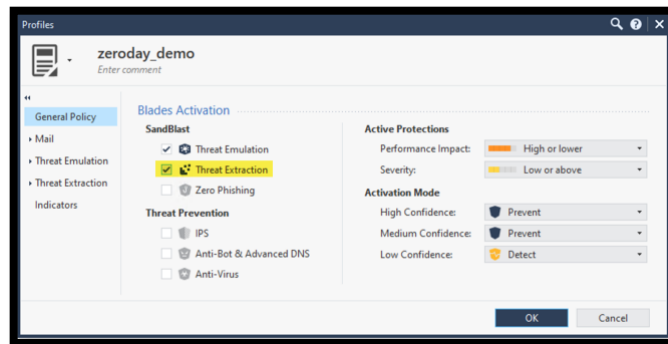 Profiles
zeroday_demo
Enter comment
General Policy
Mail
Threat Emulation
Threat Extraction
Indicators
Blades Activation
SandBlast
Threat Emulation
Threat Extraction
Zero Phishing
Threat Prevention
IPS
Anti-Bot & Advanced DNS
Anti-Virus
Active Protections
Performance Impact: High or lower
Severity: Low or above
Activation Mode
High Confidence: Prevent
Medium Confidence: Prevent
Low Confidence: Detect
OK Cancel